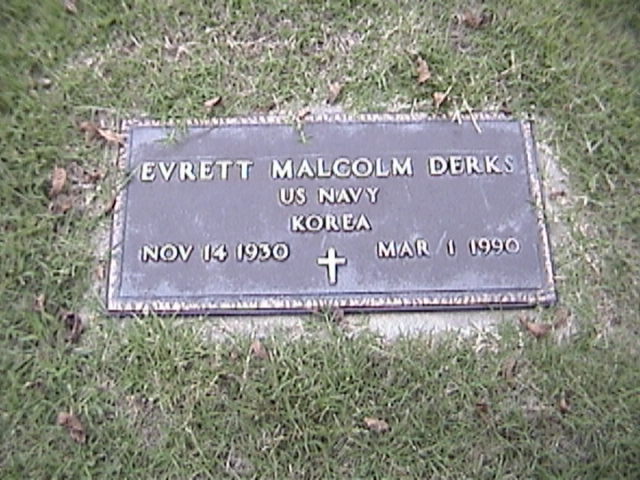 EVRETT MALCOLM DERKS
US NAVY
KOREA
NOV 14 1930 MAR 1 1990